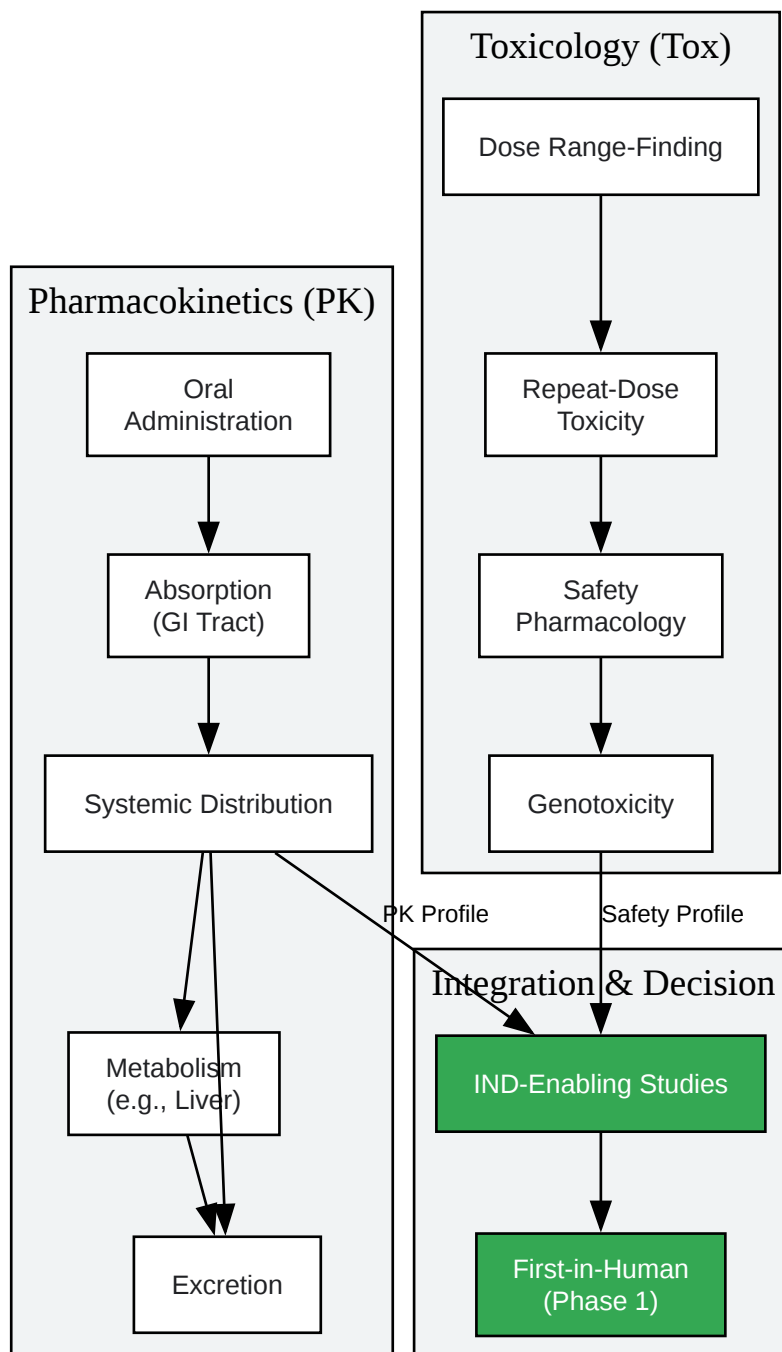 Toxicology (Tox)
Dose Range-Finding
Pharmacokinetics (PK)
Oral
Administration
Repeat-Dose
Toxicity
Absorption
(GI Tract)
Safety
Pharmacology
Systemic Distribution
Genotoxicity
PK Profile
Safety Profile
Integration & Decision
Metabolism
(e.g., Liver)
IND-Enabling Studies
Excretion
First-in-Human
(Phase 1)